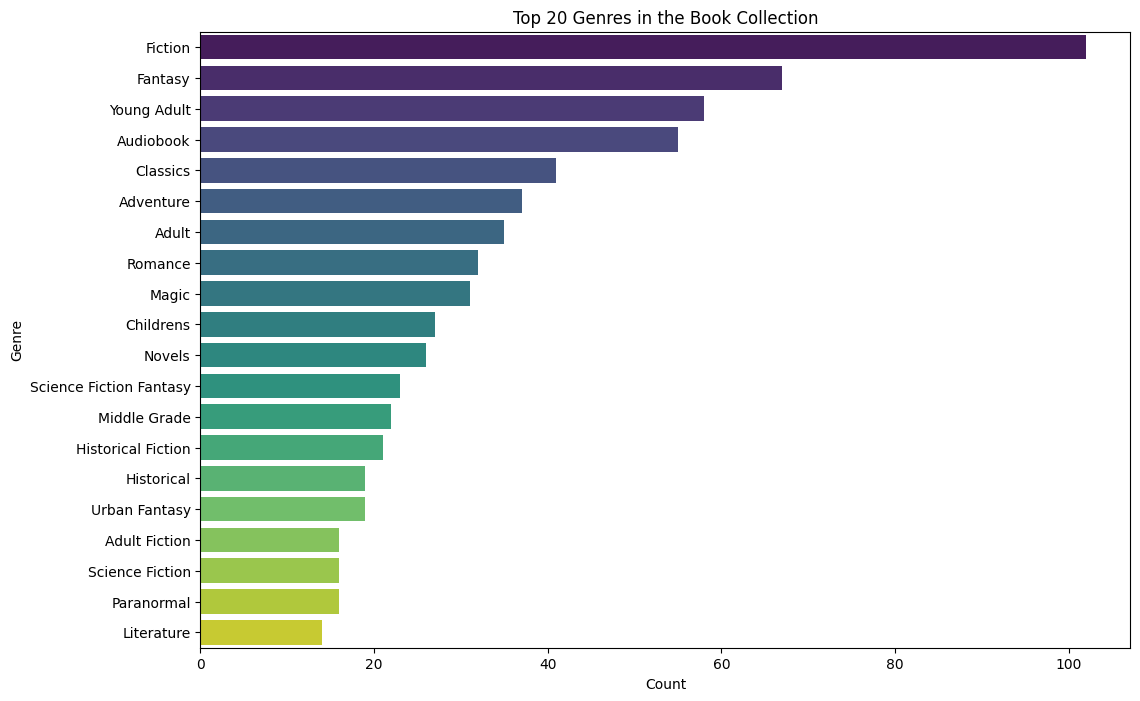 Top 20 Genres in the Book Collection
Fiction
Fantasy
Young Adult
Audiobook
Classics
Adventure
Adult
Romance
Magic
Childrens
Novels
Science Fiction Fantasy
Middle Grade
Historical Fiction
Historical
Urban Fantasy
Adult Fiction
Science Fiction
Paranormal
Literature
Genre
0 20 40 60 80 100
Count